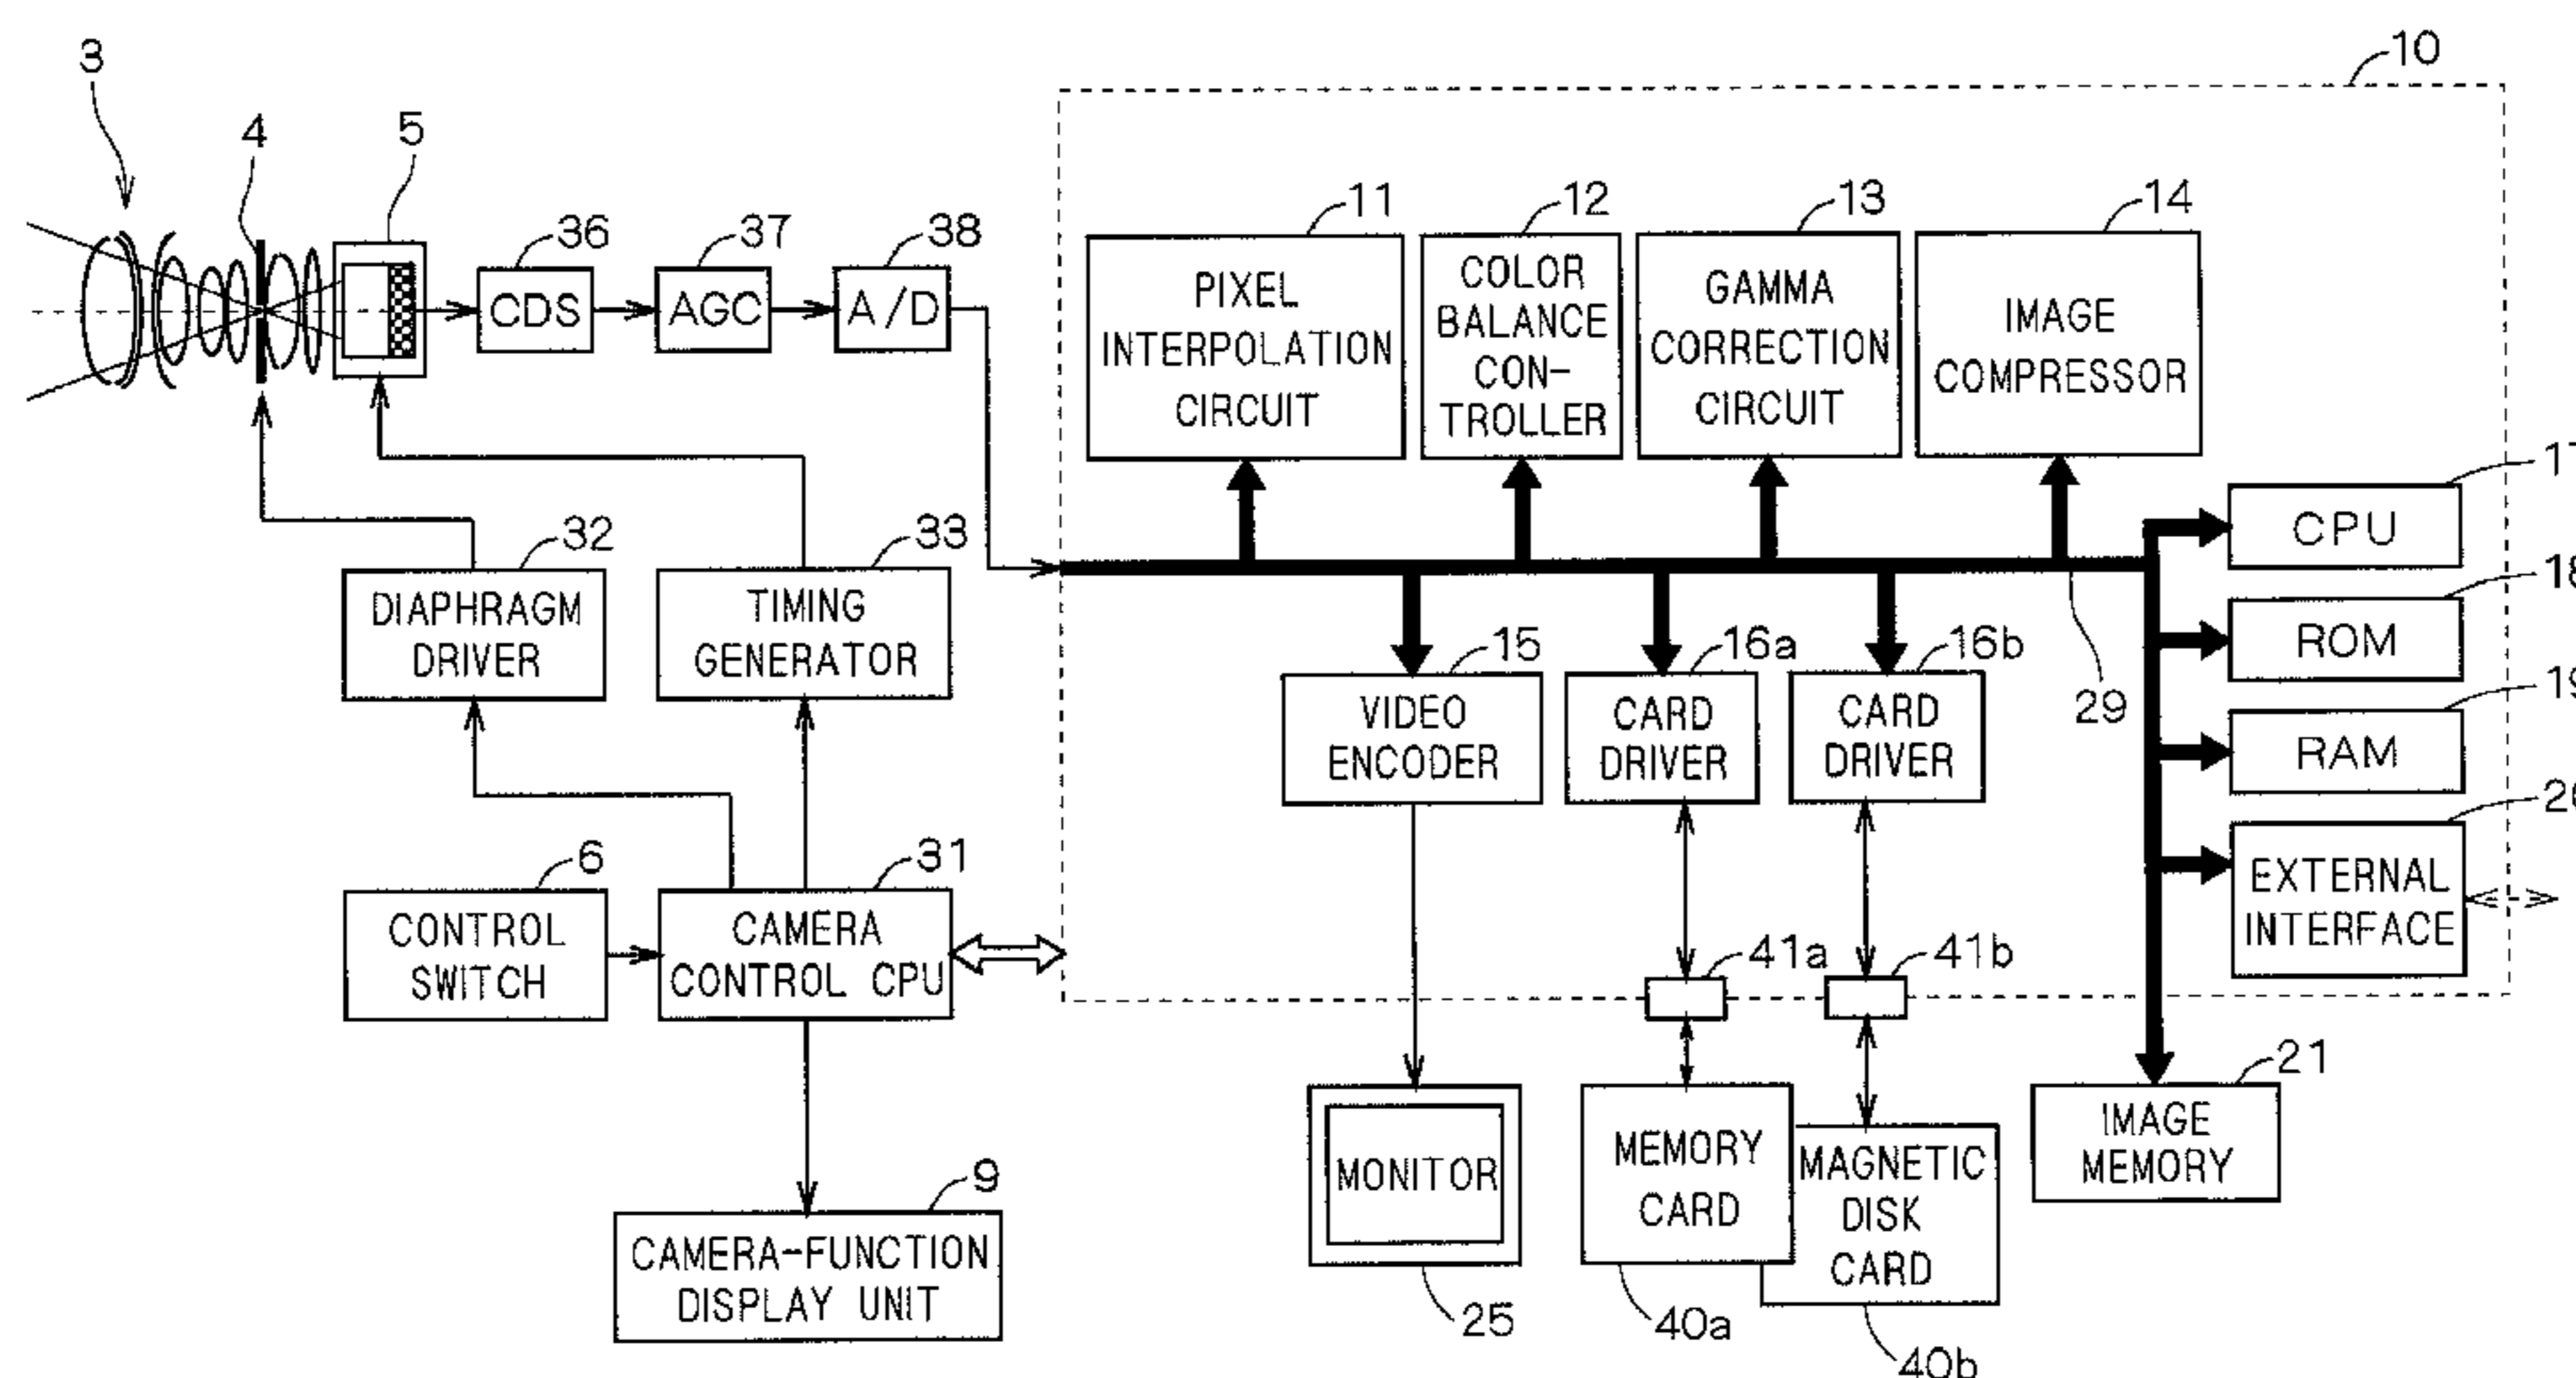 10
3
4
5
11
12
13
14
36
37
38
CDS
AGC
A/D
PIXEL
INTERPOLATION
CIRCUIT
COLOR
BALANCE
CON-
TROLLER
GAMMA
CORRECTION
CIRCUIT
IMAGE
COMPRESSOR
CPU
18
ROM
19
RAM
EXTERNAL
INTERFACE
32
33
DIAPHRAGM
DRIVER
TIMING
GENERATOR
15
16a
16b
29
VIDEO
ENCODER
CARD
DRIVER
CARD
DRIVER
6
31
CONTROL
SWITCH
CAMERA
CONTROL CPU
41a
41b
21
IMAGE
MEMORY
MONITOR
25
MEMORY
CARD
40a
MAGNETIC
DISK
CARD
40b
9
CAMERA-FUNCTION
DISPLAY UNIT